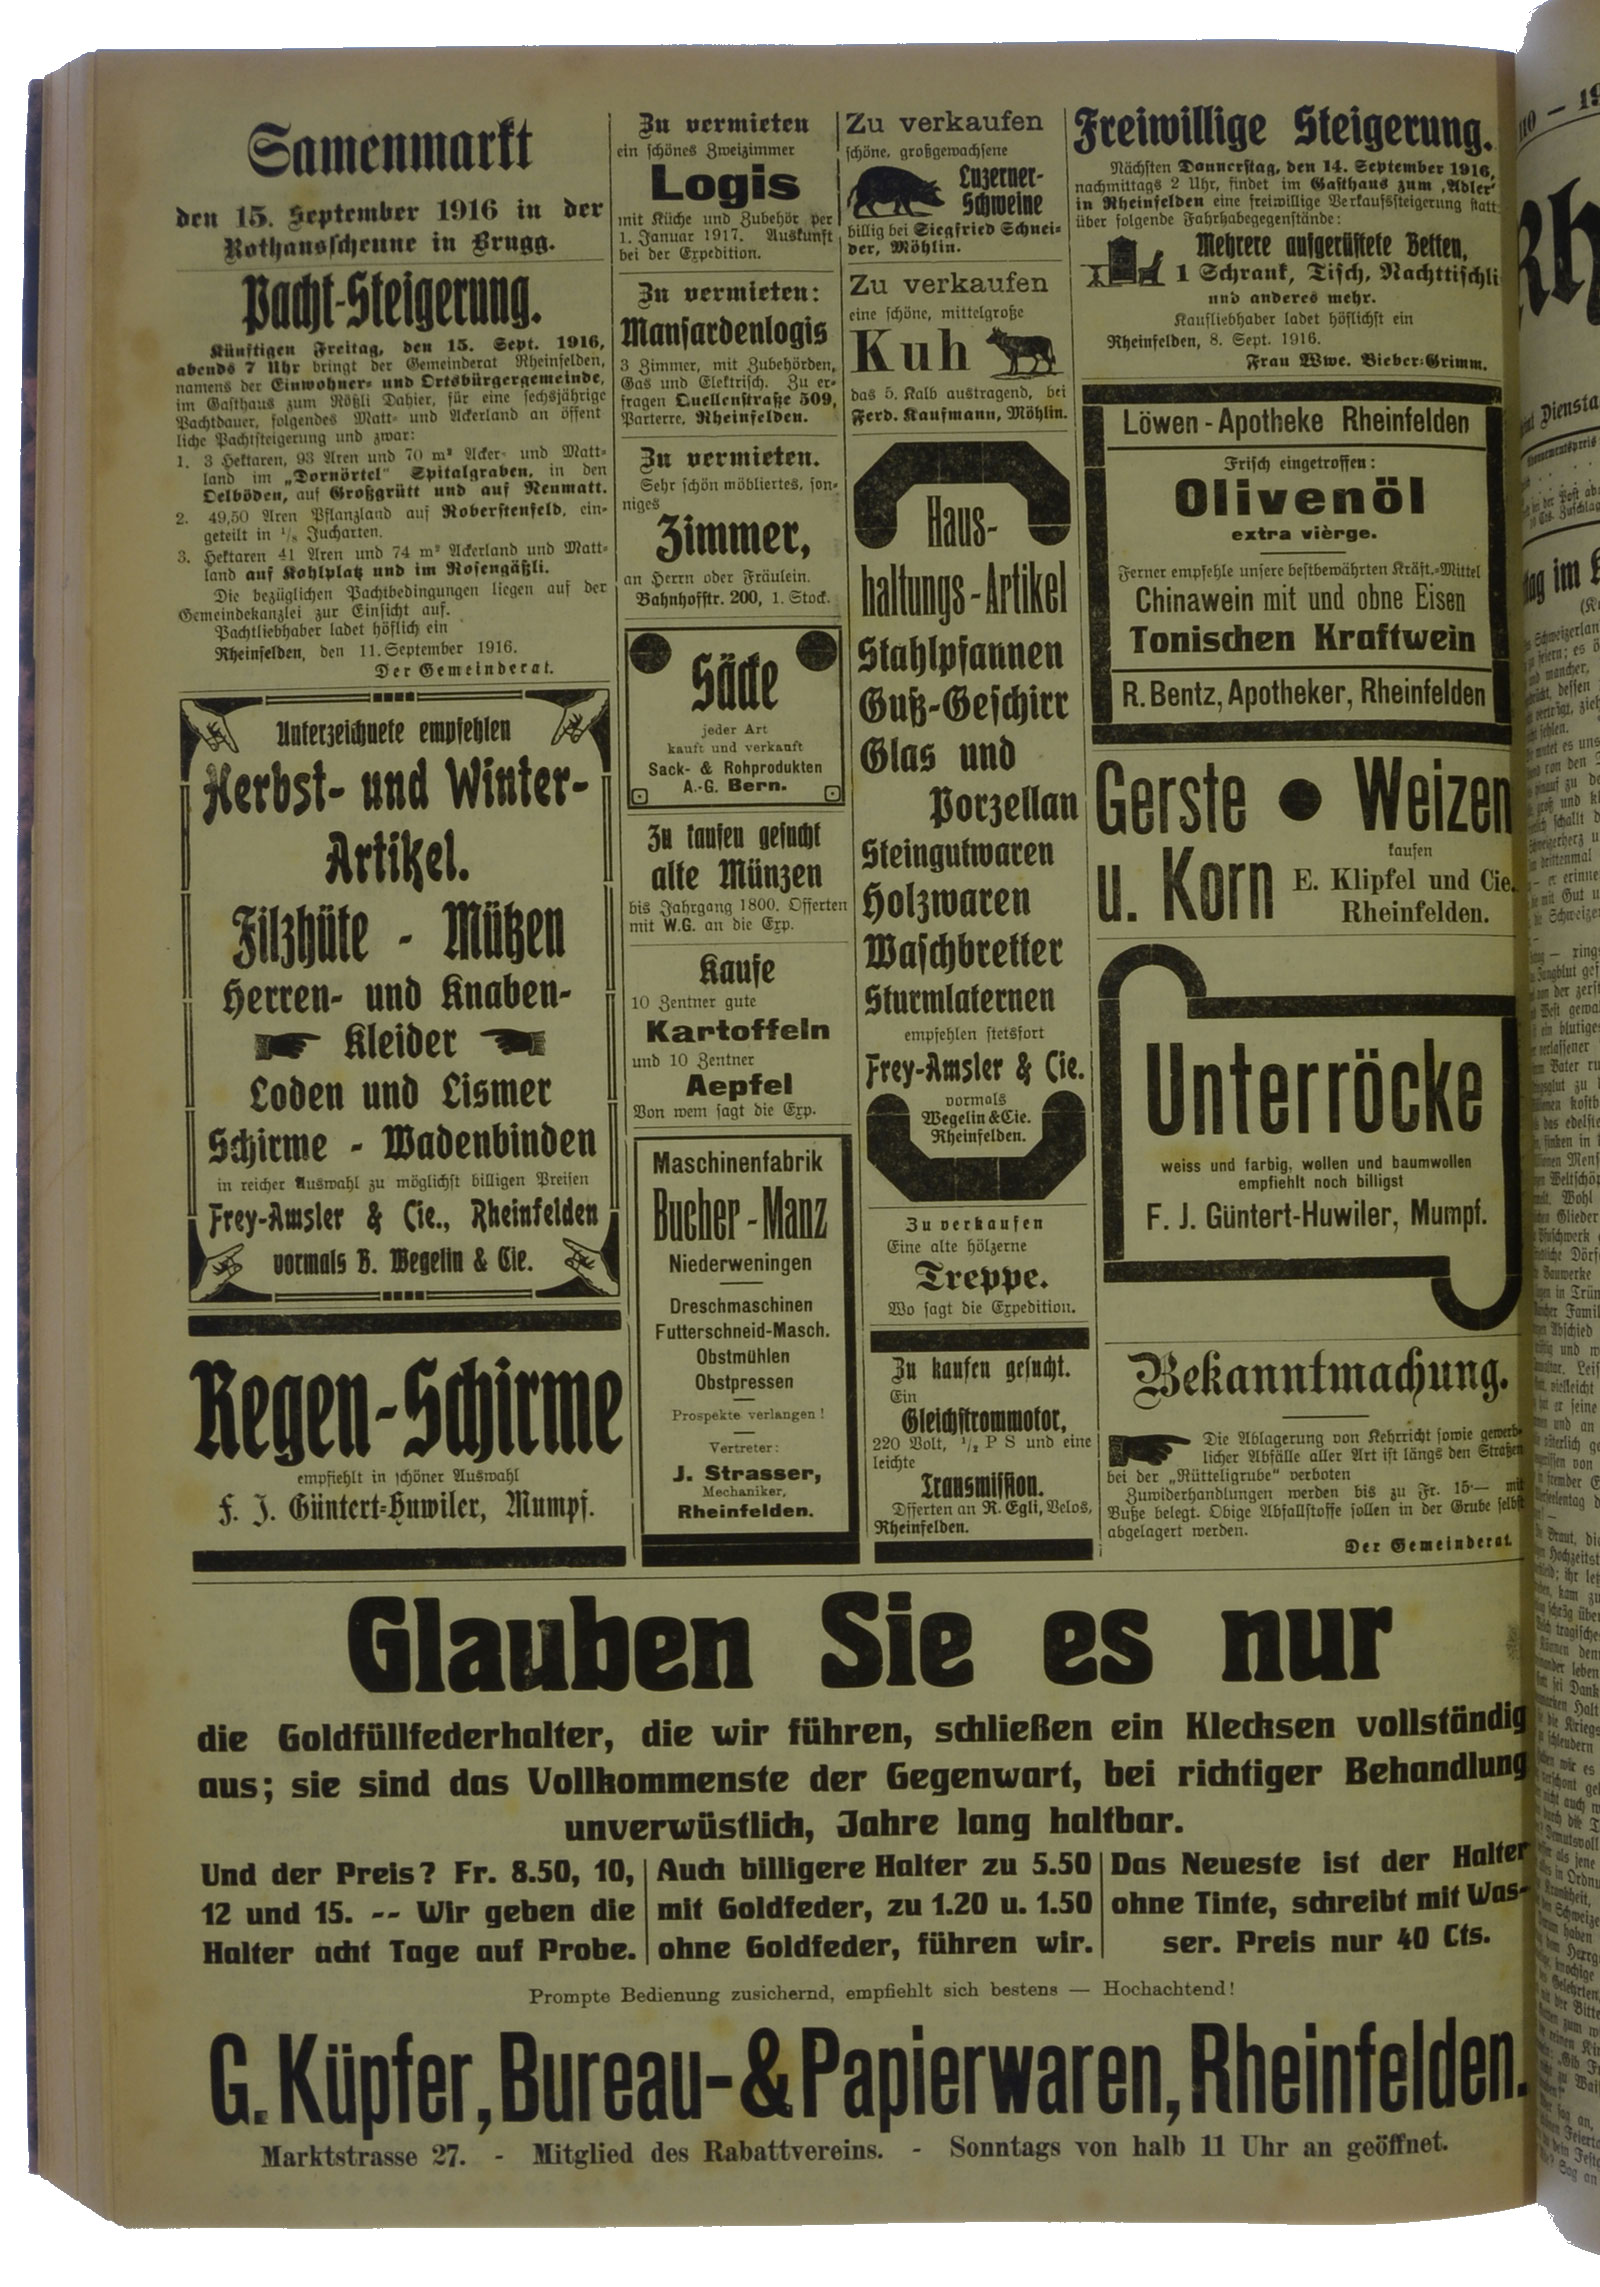 Samenmarkt
den 15. September 1916 in der
Rothausscheune in Brugg.
Pacht-Steigerung.
Künftigen Freitag, den 15. Sept. 1916,
abends 7 Uhr bringt der Gemeinderat Rheinfelden,
namens der Einwohner- und Ortsbürgergemeinde,
im Gasthaus zum Rößli Dahier, für eine sechsjährige
Pachtdauer, folgendes Matt- und Ackerland an öffent
liche Pachtsteigerung und zwar:
1. 3 Hektaren, 93 Aren und 70 m² Acker- und Matt-
land im „Dornörtel" Spitalgraben, in den
Oelböden, auf Großgrütt und auf Neumatt.
2. 49,50 Aren Pflanzland auf Roberstenfeld, ein-
geteilt in ¹/₈ Jucharten.
3. Hektaren 41 Aren und 74 m² Ackerland und Matt-
land auf Kohlplatz und im Rosengäßli.
Die bezüglichen Pachtbedingungen liegen auf der
Gemeindekanzlei zur Einsicht auf.
Pachtliebhaber ladet höflich ein
Rheinfelden, den 11. September 1916.
Der Gemeinderat.
Unterzeichnete empfehlen
Herbst- und Winter-
Artikel.
Filzhüte - Mützen
Herren- und Knaben-
Kleider
Loden und Lismer
Schirme - Wadenbinden
in reicher Auswahl zu möglichst billigen Preisen
Frey-Amsler & Cie., Rheinfelden
vormals B. Wegelin & Cie.
Regen-Schirme
empfiehlt in schöner Auswahl
F. J. Güntert-Huwiler, Mumpf.
Zu vermieten
ein schönes Zweizimmer
Logis
mit Küche und Zubehör per
1. Januar 1917. Auskunft
bei der Expedition.
Zu vermieten:
Mansardenlogis
3 Zimmer, mit Zubehörden,
Gas und Elektrisch. Zu er-
fragen Quellenstraße 509,
Parterre, Rheinfelden.
Zu vermieten.
Sehr schön möbliertes, son-
niges
Zimmer,
an Herrn oder Fräulein.
Bahnhofstr. 200, 1. Stock.
Säcke
jeder Art
kauft und verkauft
Sack- & Rohprodukten
A.-G. Bern.
Zu kaufen gesucht
alte Münzen
bis Jahrgang 1800. Offerten
mit W.G. an die Exp.
Kaufe
10 Zentner gute
Kartoffeln
und 10 Zentner
Aepfel
Von wem sagt die Exp.
Maschinenfabrik
Bucher-Manz
Niederweningen
Dreschmaschinen
Futterschneid-Masch.
Obstmühlen
Obstpressen
Prospekte verlangen!
Vertreter:
J. Strasser,
Mechaniker,
Rheinfelden.
Zu verkaufen
schöne, großgewachsene
Luzerner-
Schweine
billig bei Siegfried Schnei-
der, Möhlin.
Zu verkaufen
eine schöne, mittelgroße
Kuh
das 5. Kalb austragend, bei
Ferd. Kaufmann, Möhlin.
Haus-
haltungs-Artikel
Stahlpfannen
Guß-Geschirr
Glas und
Porzellan
Steingutwaren
Holzwaren
Waschbretter
Sturmlaternen
empfehlen stetsfort
Frey-Amsler & Cie.
vormals
Wegelin & Cie.
Rheinfelden.
Zu verkaufen
Eine alte hölzerne
Treppe.
Wo sagt die Expedition.
Zu kaufen gesucht.
Ein
Gleichstrommotor,
220 Volt, ¹/₂ P S und eine
leichte
Transmission.
Offerten an R. Egli, Velos,
Rheinfelden.
Freiwillige Steigerung.
Nächsten Donnerstag, den 14. September 1916,
nachmittags 2 Uhr, findet im Gasthaus zum ‚Adler'
in Rheinfelden eine freiwillige Verkaufssteigerung statt
über folgende Fahrhabegegenstände:
Mehrere aufgerüstete Betten,
1 Schrank, Tisch, Nachttischli
und anderes mehr.
Kaufliebhaber ladet höflichst ein
Rheinfelden, 8. Sept. 1916.
Frau Wwe. Bieber-Grimm.
Löwen-Apotheke Rheinfelden
Frisch eingetroffen:
Olivenöl
extra vièrge.
Ferner empfehle unsere bestbewährten Kräft.-Mittel
Chinawein mit und ohne Eisen
Tonischen Kraftwein
R. Bentz, Apotheker, Rheinfelden
Gerste • Weizen
u. Korn
kaufen
E. Klipfel und Cie.
Rheinfelden.
Unterröcke
weiss und farbig, wollen und baumwollen
empfiehlt noch billigst
F. J. Güntert-Huwiler, Mumpf.
Bekanntmachung.
Die Ablagerung von Kehrricht sowie gewerb-
licher Abfälle aller Art ist längs den Straßen
bei der „Rütteligrube" verboten
Zuwiderhandlungen werden bis zu Fr. 15·— mit
Buße belegt. Obige Abfallstoffe sollen in der Grube selbst
abgelagert werden.
Der Gemeinderat.
Glauben Sie es nur
die Goldfüllfederhalter, die wir führen, schließen ein Klecksen vollständig
aus; sie sind das Vollkommenste der Gegenwart, bei richtiger Behandlung
unverwüstlich, Jahre lang haltbar.
Und der Preis? Fr. 8.50, 10,
12 und 15. -- Wir geben die
Halter acht Tage auf Probe.
Auch billigere Halter zu 5.50
mit Goldfeder, zu 1.20 u. 1.50
ohne Goldfeder, führen wir.
Das Neueste ist der Halter
ohne Tinte, schreibt mit Was-
ser. Preis nur 40 Cts.
Prompte Bedienung zusichernd, empfiehlt sich bestens — Hochachtend!
G. Küpfer, Bureau- & Papierwaren, Rheinfelden.
Marktstrasse 27. - Mitglied des Rabattvereins. - Sonntags von halb 11 Uhr an geöffnet.